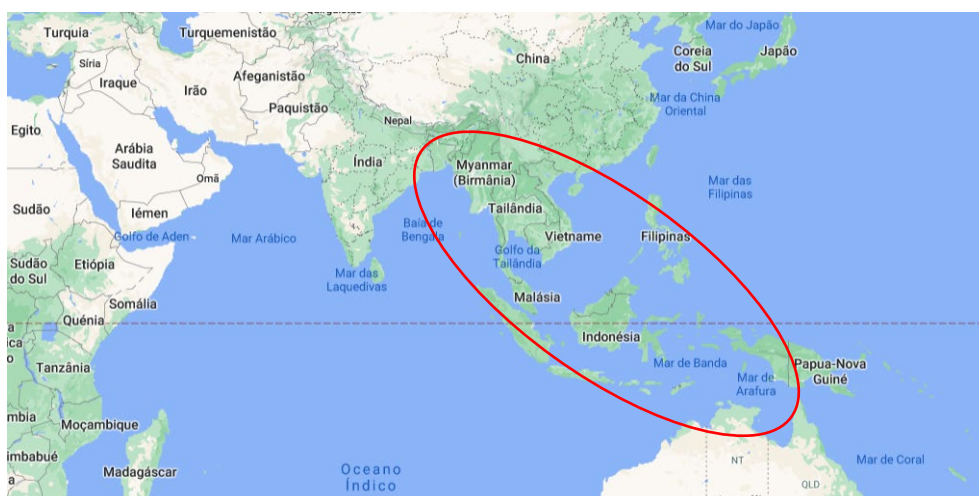 Mar do Japão
Turquia
Turquemenistão
Coreia
do Sul
Japão
China
Síria
Iraque
Irão
Afeganistão
Mar da China
Oriental
Paquistão
Nepal
Egito
Arábia
Saudita
Índia
Myanmar
(Birmânia)
Omã
Mar das
Filipinas
Sudão
Iémen
Tailândia
Golfo de Aden
Mar Arábico
Baía de
Bengala
Vietname
Filipinas
Golfo da
Tailândia
Sudão
do Sul
Etiópia
Mar das
Laquedivas
Somália
Malásia
Quénia
Indonésia
Tanzânia
Mar de Banda
Papua-Nova
Guiné
Mar de
Arafura
mbia
Moçambique
imbabué
Madagáscar
Oceano
Índico
NT
QLD
Mar de Coral